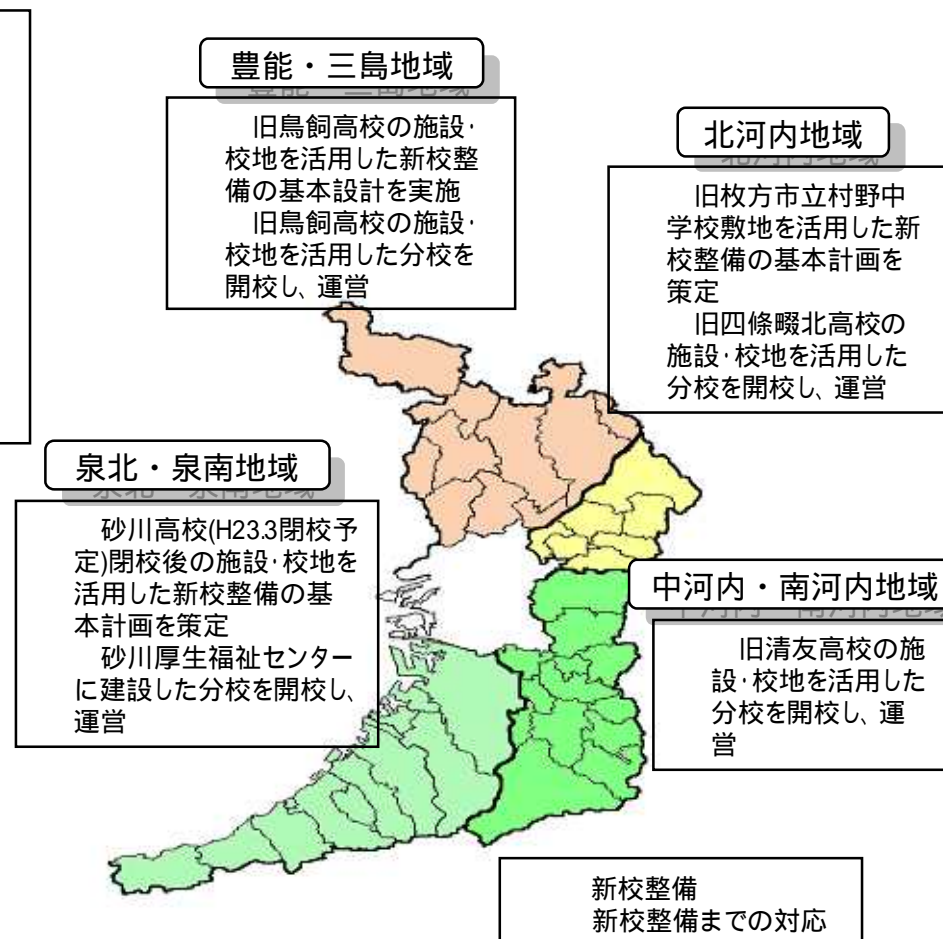 豊能・三島地域
旧鳥飼高校の施設・
校地を活用した新校整
備の基本設計を実施
旧鳥飼高校の施設・
校地を活用した分校を
開校し、運営
北河内地域
旧枚方市立村野中
学校敷地を活用した新
校整備の基本計画を
策定
旧四條畷北高校の
施設・校地を活用した
分校を開校し、運営
泉北・泉南地域
砂川高校(H23.3閉校予
定)閉校後の施設・校地を
活用した新校整備の基
本計画を策定
砂川厚生福祉センター
に建設した分校を開校し、
運営
中河内・南河内地域
旧清友高校の施
設・校地を活用した
分校を開校し、運
営
新校整備
新校整備までの対応